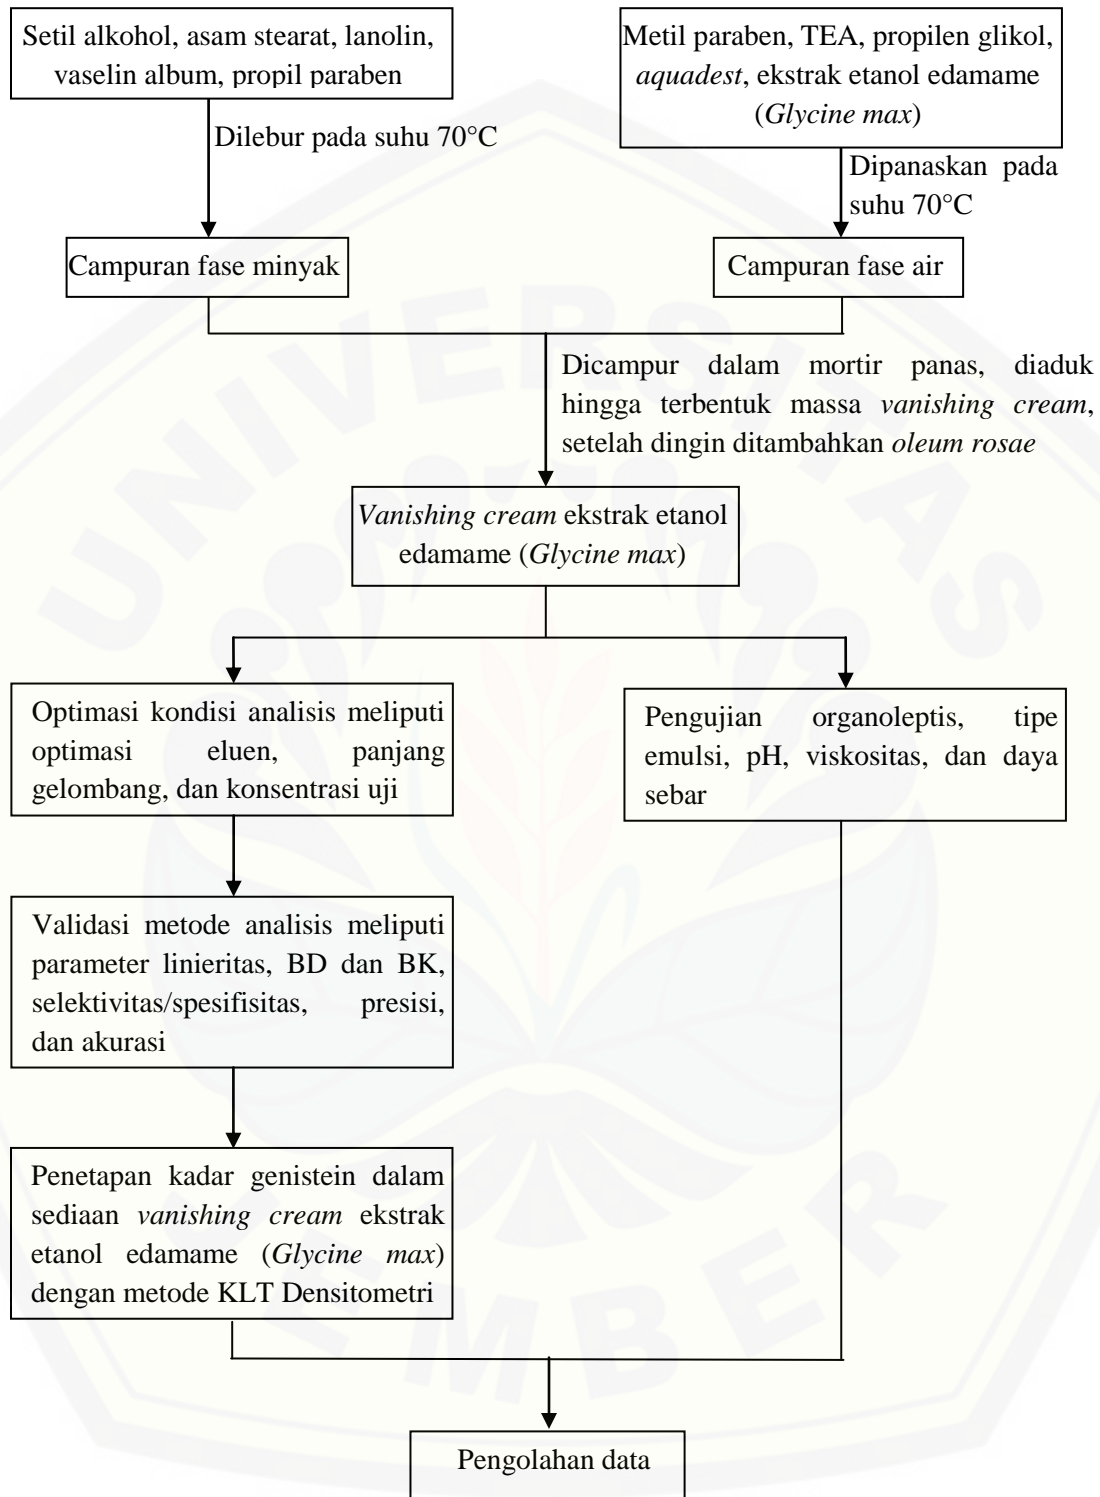 Setil alkohol, asam stearat, lanolin,
vaselin album, propil paraben
Metil paraben, TEA, propilen glikol,
aquadest, ekstrak etanol edamame
(Glycine max)
Dilebur pada suhu 70°C
Dipanaskan pada
suhu 70°C
Campuran fase minyak
Campuran fase air
Dicampur dalam mortir panas, diaduk
hingga terbentuk massa vanishing cream,
setelah dingin ditambahkan oleum rosae
Vanishing cream ekstrak etanol
edamame (Glycine max)
Optimasi kondisi analisis meliputi
optimasi eluen, panjang
gelombang, dan konsentrasi uji
Pengujian organoleptis, tipe
emulsi, pH, viskositas, dan daya
sebar
Validasi metode analisis meliputi
parameter linieritas, BD dan BK,
selektivitas/spesifisitas, presisi,
dan akurasi
Penetapan kadar genistein dalam
sediaan vanishing cream ekstrak
etanol edamame (Glycine max)
dengan metode KLT Densitometri
Pengolahan data
UNIVERSITAS
JEMBER